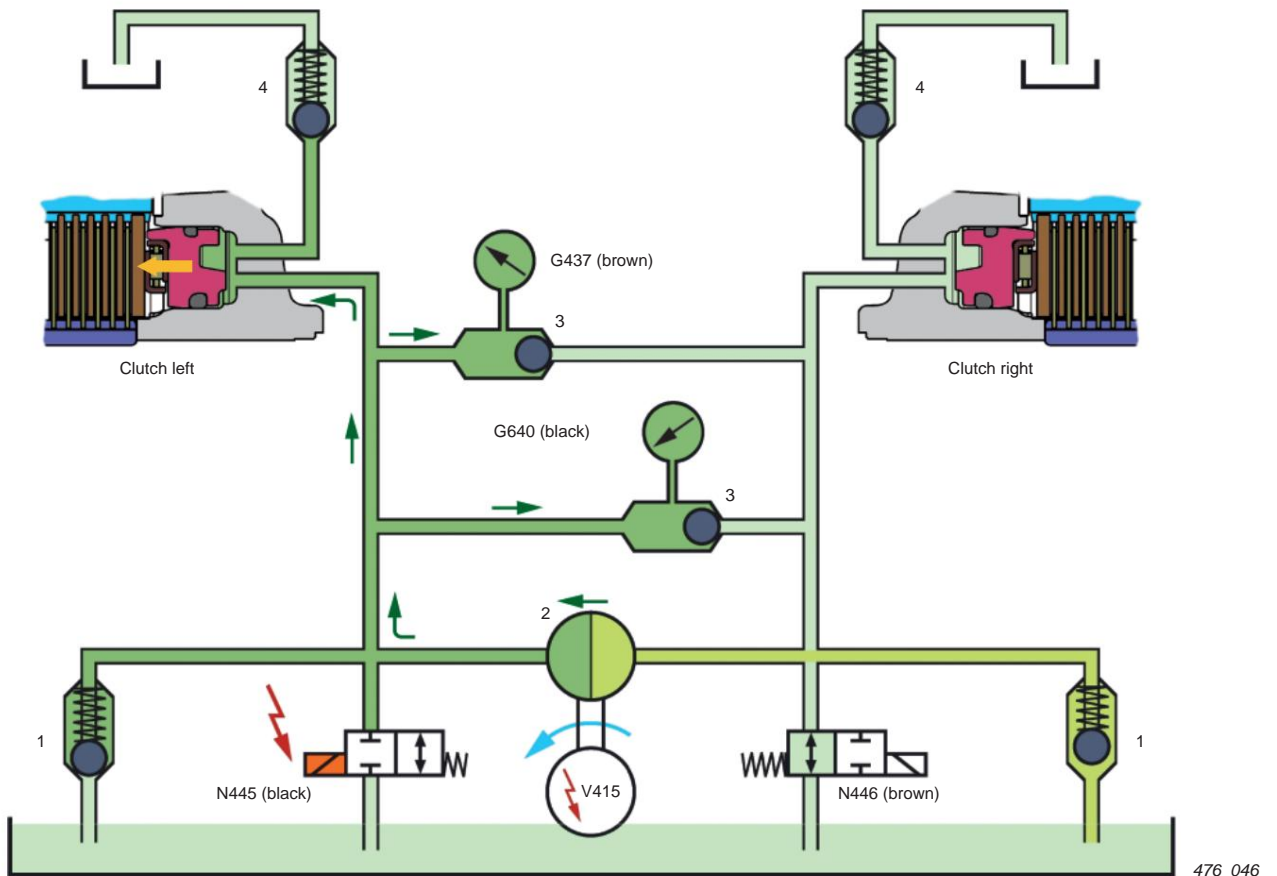 4
4
G437 (brown)
3
Clutch left
Clutch right
G640 (black)
3
2
1
1
N445 (black)
V415
N446 (brown)
476_046